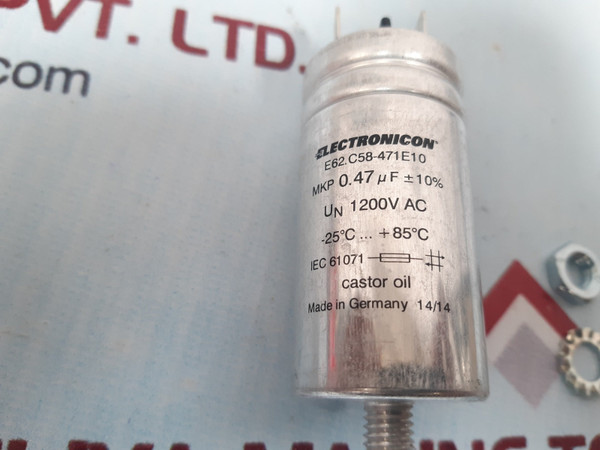 PVT. LTD.
com
ELECTRONICON
E62.C58-471E10
MKP 0.47 µF ±10%
UN 1200V AC
-25°C ... +85°C
IEC 61071
castor oil
Made in Germany 14/14